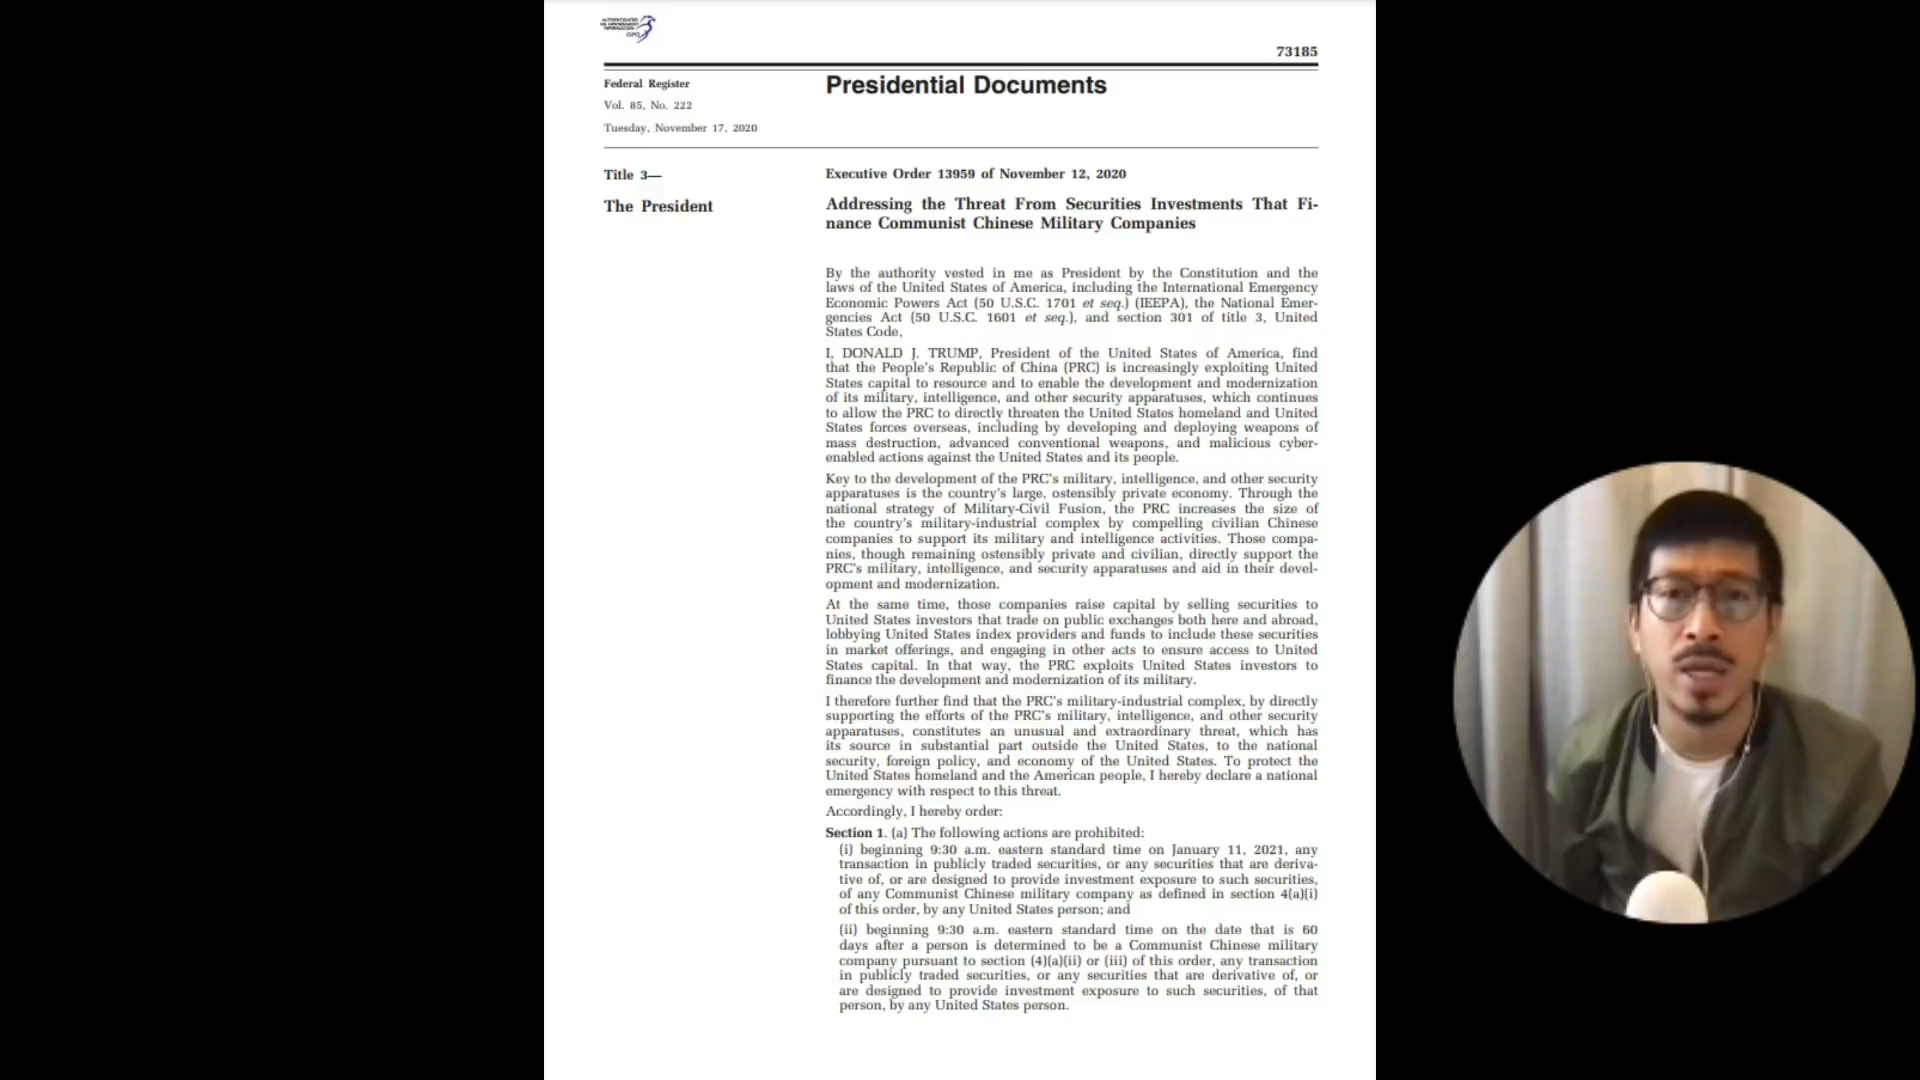 AUTHENTICATED
US GOVERNMENT
INFORMATION
GPO
73185
Federal Register
Vol. 85, No. 222
Tuesday, November 17, 2020
Presidential Documents
Title 3—
The President
Executive Order 13959 of November 12, 2020
Addressing the Threat From Securities Investments That Fi-
nance Communist Chinese Military Companies
By the authority vested in me as President by the Constitution and the
laws of the United States of America, including the International Emergency
Economic Powers Act (50 U.S.C. 1701 et seq.) (IEEPA), the National Emer-
gencies Act (50 U.S.C. 1601 et seq.), and section 301 of title 3, United
States Code,
I, DONALD J. TRUMP, President of the United States of America, find
that the People's Republic of China (PRC) is increasingly exploiting United
States capital to resource and to enable the development and modernization
of its military, intelligence, and other security apparatuses, which continues
to allow the PRC to directly threaten the United States homeland and United
States forces overseas, including by developing and deploying weapons of
mass destruction, advanced conventional weapons, and malicious cyber-
enabled actions against the United States and its people.
Key to the development of the PRC's military, intelligence, and other security
apparatuses is the country's large, ostensibly private economy. Through the
national strategy of Military-Civil Fusion, the PRC increases the size of
the country's military-industrial complex by compelling civilian Chinese
companies to support its military and intelligence activities. Those compa-
nies, though remaining ostensibly private and civilian, directly support the
PRC's military, intelligence, and security apparatuses and aid in their devel-
opment and modernization.
At the same time, those companies raise capital by selling securities to
United States investors that trade on public exchanges both here and abroad,
lobbying United States index providers and funds to include these securities
in market offerings, and engaging in other acts to ensure access to United
States capital. In that way, the PRC exploits United States investors to
finance the development and modernization of its military.
I therefore further find that the PRC's military-industrial complex, by directly
supporting the efforts of the PRC's military, intelligence, and other security
apparatuses, constitutes an unusual and extraordinary threat, which has
its source in substantial part outside the United States, to the national
security, foreign policy, and economy of the United States. To protect the
United States homeland and the American people, I hereby declare a national
emergency with respect to this threat.
Accordingly, I hereby order:
Section 1. (a) The following actions are prohibited:
(i) beginning 9:30 a.m. eastern standard time on January 11, 2021, any
transaction in publicly traded securities, or any securities that are deriva-
tive of, or are designed to provide investment exposure to such securities,
of any Communist Chinese military company as defined in section 4(a)(i)
of this order, by any United States person; and
(ii) beginning 9:30 a.m. eastern standard time on the date that is 60
days after a person is determined to be a Communist Chinese military
company pursuant to section (4)(a)(ii) or (iii) of this order, any transaction
in publicly traded securities, or any securities that are derivative of, or
are designed to provide investment exposure to such securities, of that
person, by any United States person.